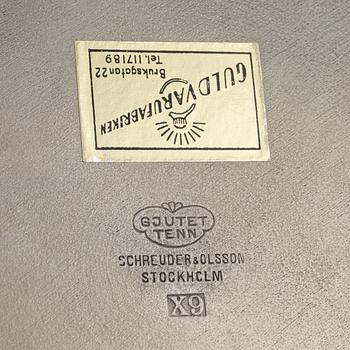 GULDVARUFABRIKEN
Bruksgatan 22
Tel. 117189
GJUTET
TENN
SCHREUDER & OLSSON
STOCKHOLM
X9